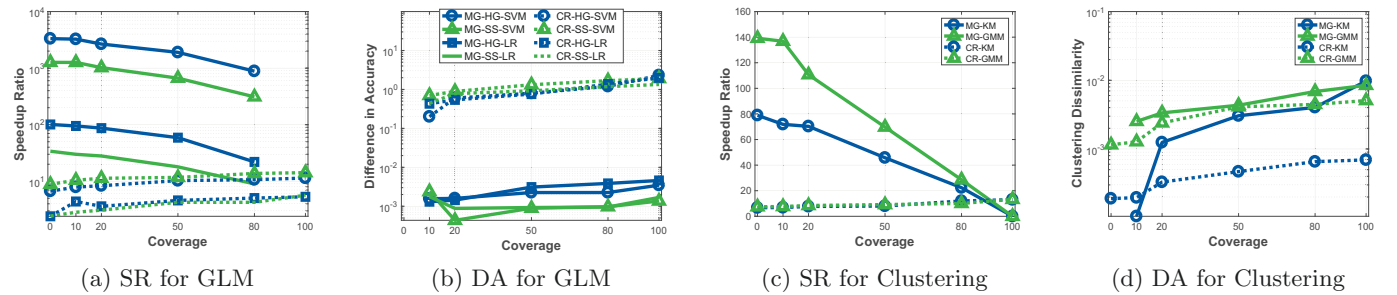 10^4
10^3
10^2
10^1
Speedup Ratio
0 10 20 50 80 100
Coverage
(a) SR for GLM
MG-HG-SVM CR-HG-SVM
MG-SS-SVM CR-SS-SVM
MG-HG-LR CR-HG-LR
MG-SS-LR CR-SS-LR
10^1
10^0
10^-1
10^-2
10^-3
Difference in Accuracy
0 10 20 50 80 100
Coverage
(b) DA for GLM
160
140
120
100
80
60
40
20
0
Speedup Ratio
MG-KM
MG-GMM
CR-KM
CR-GMM
0 10 20 50 80 100
Coverage
(c) SR for Clustering
10^-1
10^-2
10^-3
Clustering Dissimilarity
MG-KM
MG-GMM
CR-KM
CR-GMM
0 10 20 50 80 100
Coverage
(d) DA for Clustering